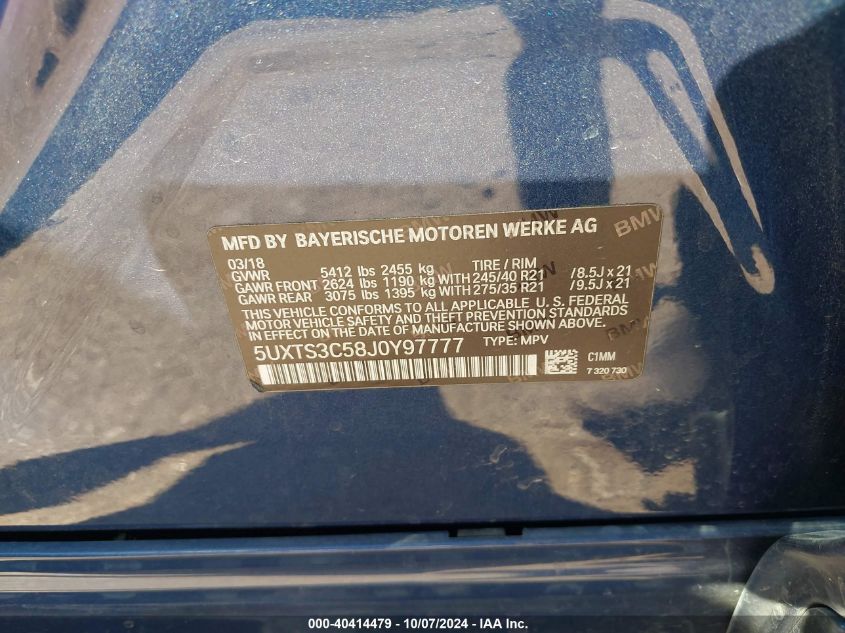 MFD BY BAYERISCHE MOTOREN WERKE AG
03/18 TIRE / RIM
GVWR 5412 lbs 2455 kg
GAWR FRONT 2624 lbs 1190 kg WITH 245/40 R21 /8.5J x 21
GAWR REAR 3075 lbs 1395 kg WITH 275/35 R21 /9.5J x 21
THIS VEHICLE CONFORMS TO ALL APPLICABLE U. S. FEDERAL
MOTOR VEHICLE SAFETY AND THEFT PREVENTION STANDARDS
IN EFFECT ON THE DATE OF MANUFACTURE SHOWN ABOVE.
5UXTS3C58J0Y97777 TYPE: MPV
C1MM
7 320 730
BMW
BMW
000-40414479 - 10/07/2024 - IAA Inc.